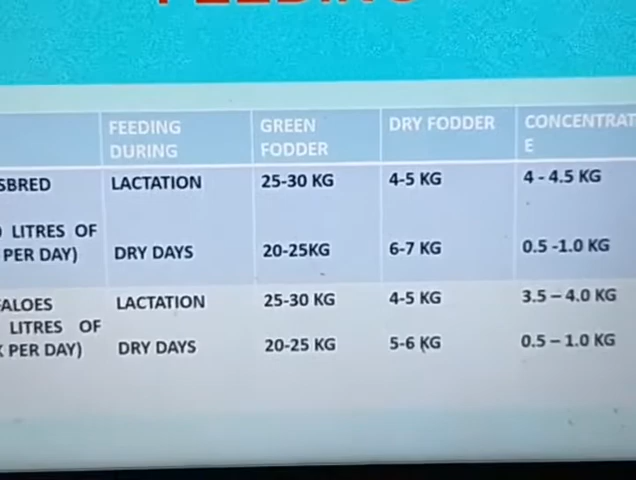 FEEDING
FEEDING DURING
GREEN FODDER
DRY FODDER
CONCENTRAT
E
SBRED
LITRES OF
PER DAY)
LACTATION 25-30 KG 4-5 KG 4 - 4.5 KG
DRY DAYS 20-25KG 6-7 KG 0.5 -1.0 KG
ALOES
LITRES OF
PER DAY)
LACTATION 25-30 KG 4-5 KG 3.5 – 4.0 KG
DRY DAYS 20-25 KG 5-6 KG 0.5 – 1.0 KG